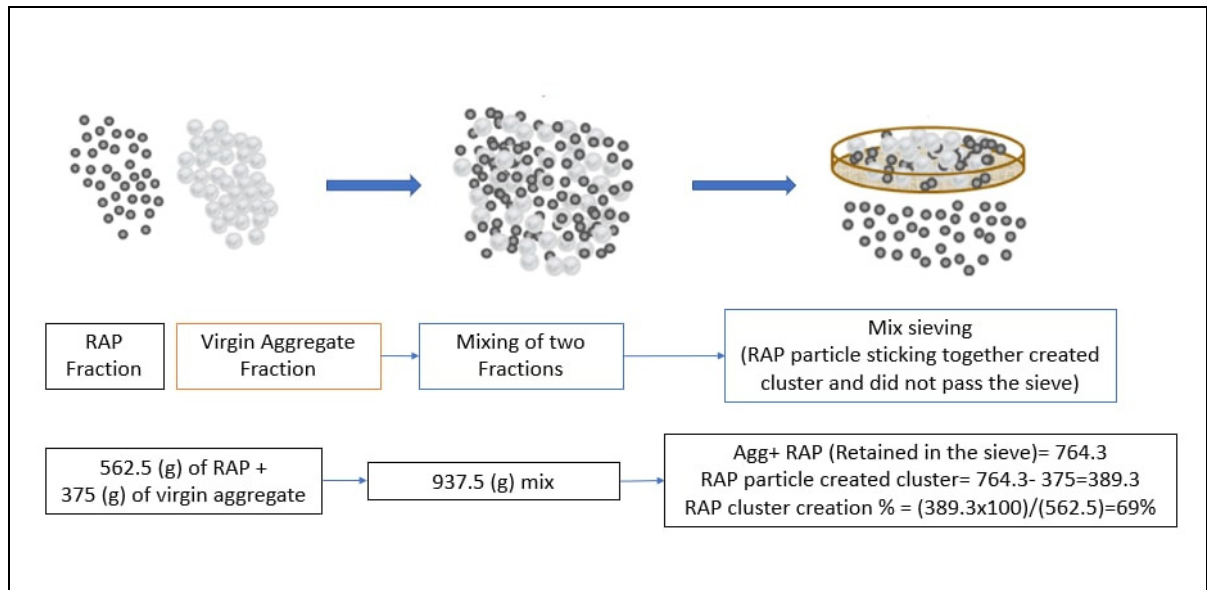 RAP
Fraction
Virgin Aggregate
Fraction
Mixing of two
Fractions
Mix sieving
(RAP particle sticking together created
cluster and did not pass the sieve)
562.5 (g) of RAP +
375 (g) of virgin aggregate
937.5 (g) mix
Agg+ RAP (Retained in the sieve)= 764.3
RAP particle created cluster= 764.3- 375=389.3
RAP cluster creation % = (389.3x100)/(562.5)=69%